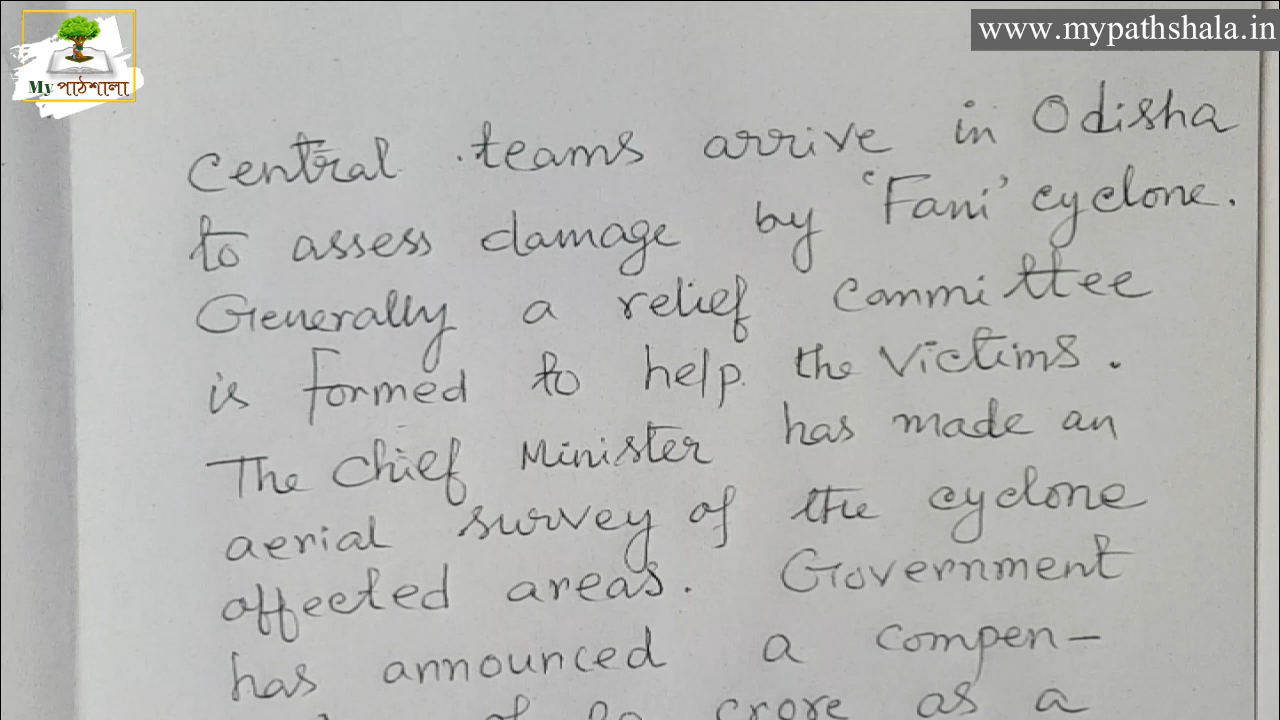 My পাঠশালা
www.mypathshala.in
Central teams arrive in Odisha
to assess damage by 'Fani' cyclone.
Generally a relief committee
is formed to help the victims.
The Chief Minister has made an
aerial survey of the cyclone
affected areas. Government
has announced a compen-
of crore as a